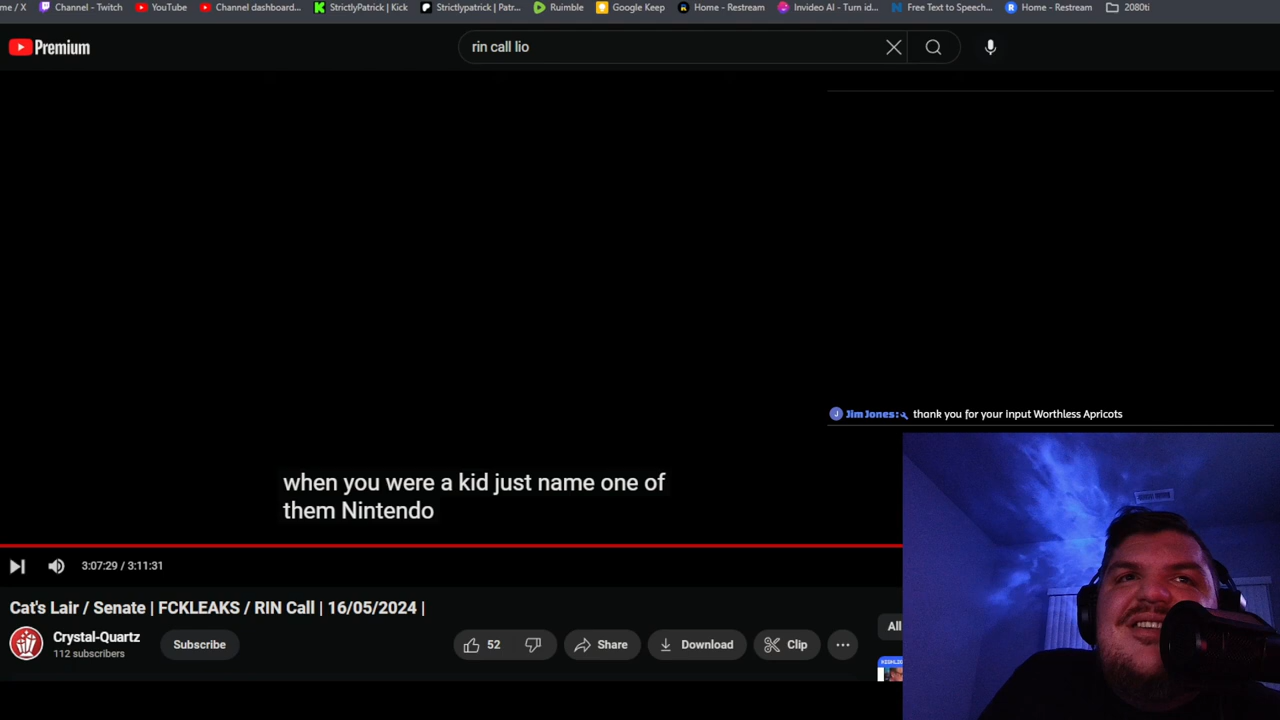 me / X Channel - Twitch YouTube Channel dashboard... StrictlyPatrick | Kick Strictlypatrick | Patr... Rumble Google Keep Home - Restream Invideo AI - Turn id... Free Text to Speech... Home - Restream 2080ti
Premium rin call lio
J Jim Jones: thank you for your input Worthless Apricots
when you were a kid just name one of
them Nintendo
3:07:29 / 3:11:31
Cat's Lair / Senate | FCKLEAKS / RIN Call | 16/05/2024 |
All
Crystal-Quartz
112 subscribers
Subscribe 52 Share Download Clip